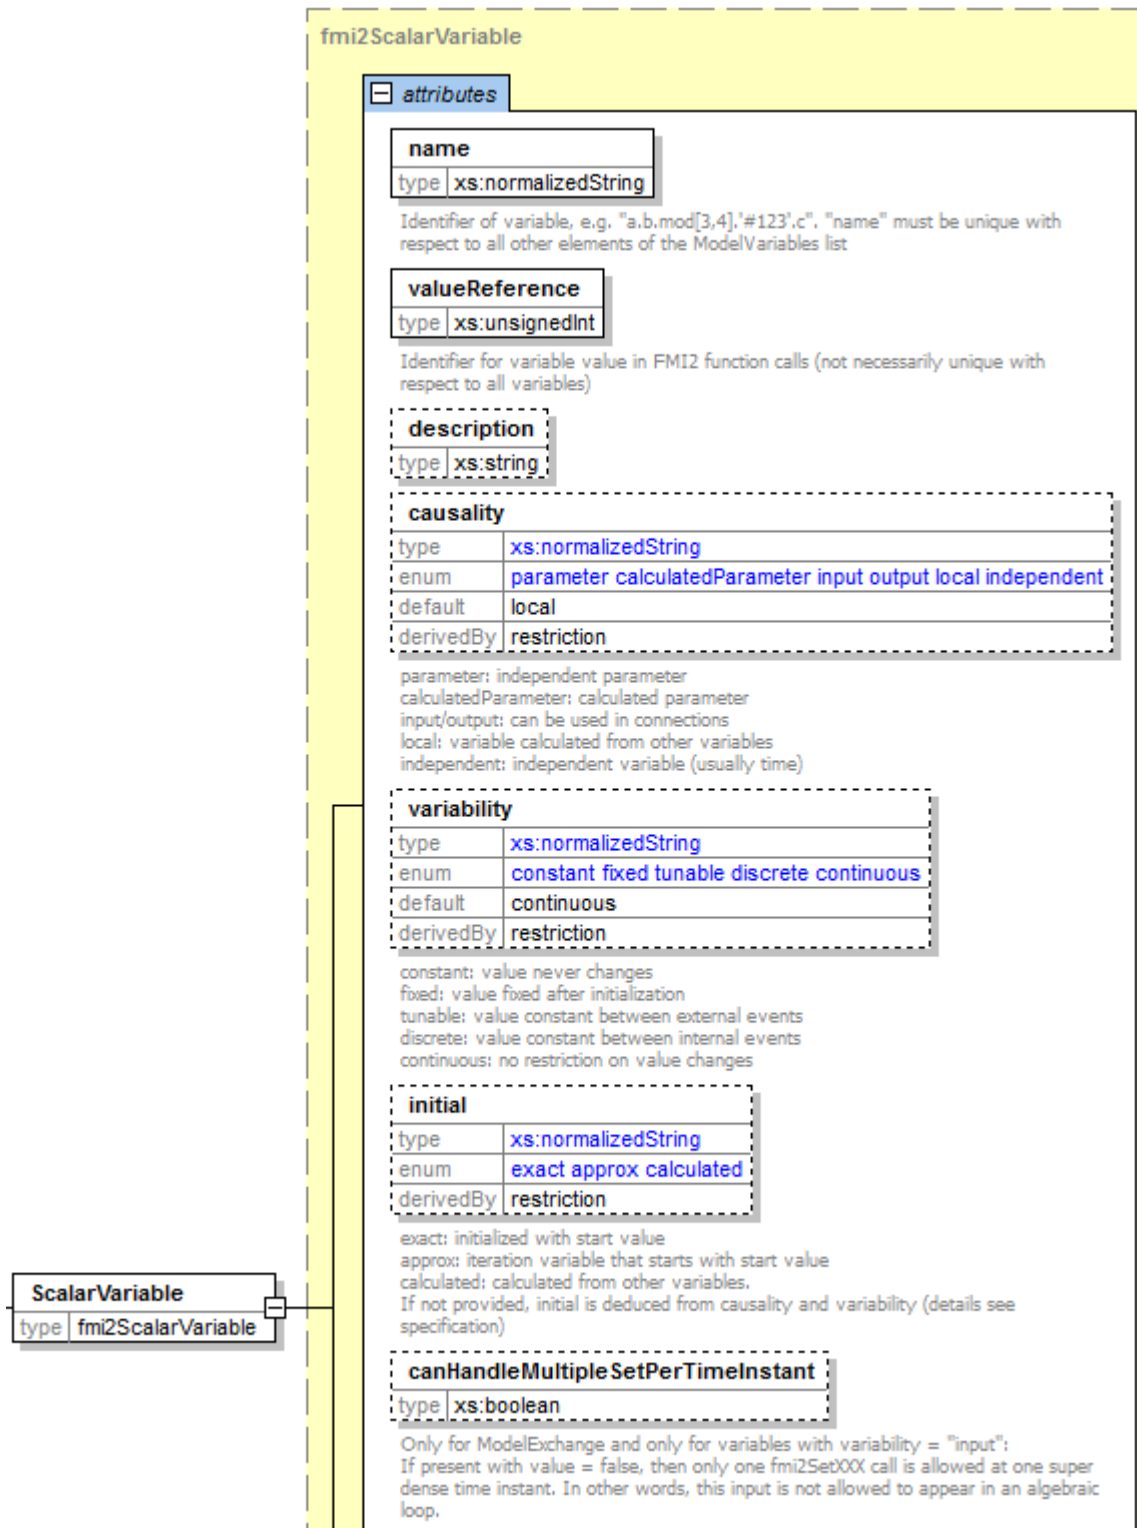 fmi2ScalarVariable
attributes
name
type xs:normalizedString
Identifier of variable, e.g. "a.b.mod[3,4].'#123'.c". "name" must be unique with
respect to all other elements of the ModelVariables list
valueReference
type xs:unsignedInt
Identifier for variable value in FMI2 function calls (not necessarily unique with
respect to all variables)
description
type xs:string
causality
type xs:normalizedString
enum parameter calculatedParameter input output local independent
default local
derivedBy restriction
parameter: independent parameter
calculatedParameter: calculated parameter
input/output: can be used in connections
local: variable calculated from other variables
independent: independent variable (usually time)
variability
type xs:normalizedString
enum constant fixed tunable discrete continuous
default continuous
derivedBy restriction
constant: value never changes
fixed: value fixed after initialization
tunable: value constant between external events
discrete: value constant between internal events
continuous: no restriction on value changes
initial
type xs:normalizedString
enum exact approx calculated
derivedBy restriction
exact: initialized with start value
approx: iteration variable that starts with start value
calculated: calculated from other variables.
If not provided, initial is deduced from causality and variability (details see
specification)
ScalarVariable
type fmi2ScalarVariable
canHandleMultipleSetPerTimeInstant
type xs:boolean
Only for ModelExchange and only for variables with variability = "input":
If present with value = false, then only one fmi2SetXXX call is allowed at one super
dense time instant. In other words, this input is not allowed to appear in an algebraic
loop.